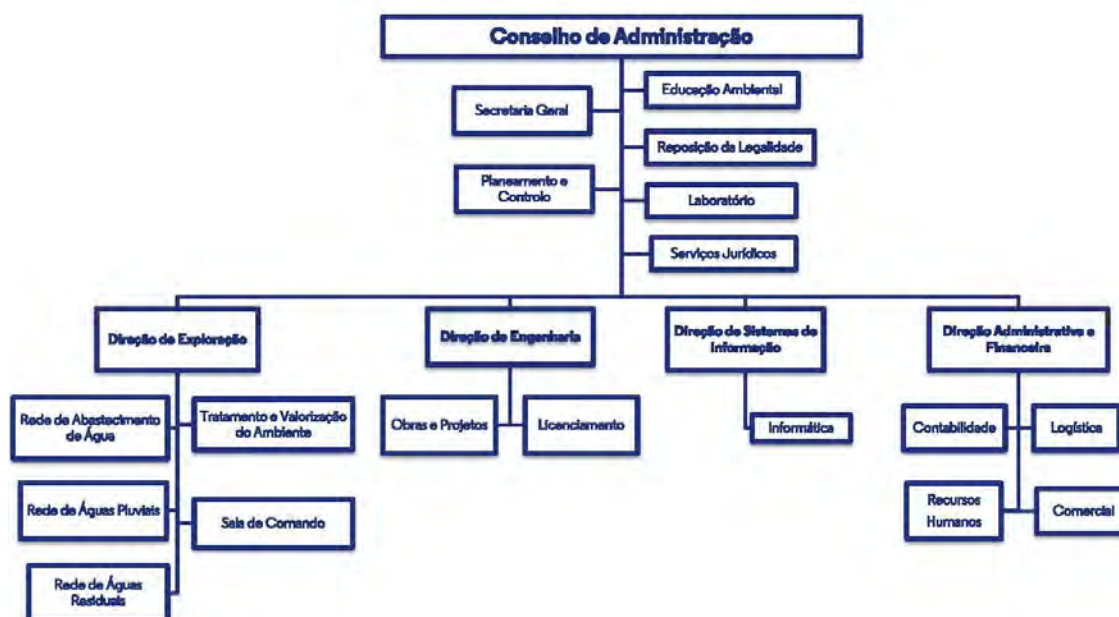 Conselho de Administração
Educação Ambiental
Secretaria Geral
Reposição da Legalidade
Planeamento e
Controlo
Laboratório
Serviços Jurídicos
Direção de Exploração
Direção de Engenharia
Direção de Sistemas de
Informação
Direção Administrativa e
Financeira
Rede de Abastecimento
de Água
Tratamento e Valorização
do Ambiente
Obras e Projetos
Licenciamento
Informática
Contabilidade
Logística
Rede de Águas Pluviais
Sala de Comando
Recursos
Humanos
Comercial
Rede de Águas
Residuais